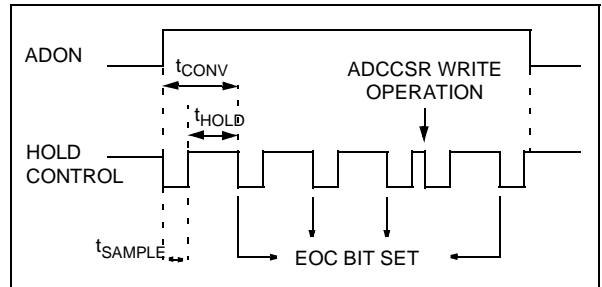 ADON
tCONV
ADCCSR WRITE
OPERATION
tHOLD
HOLD
CONTROL
tSAMPLE
EOC BIT SET